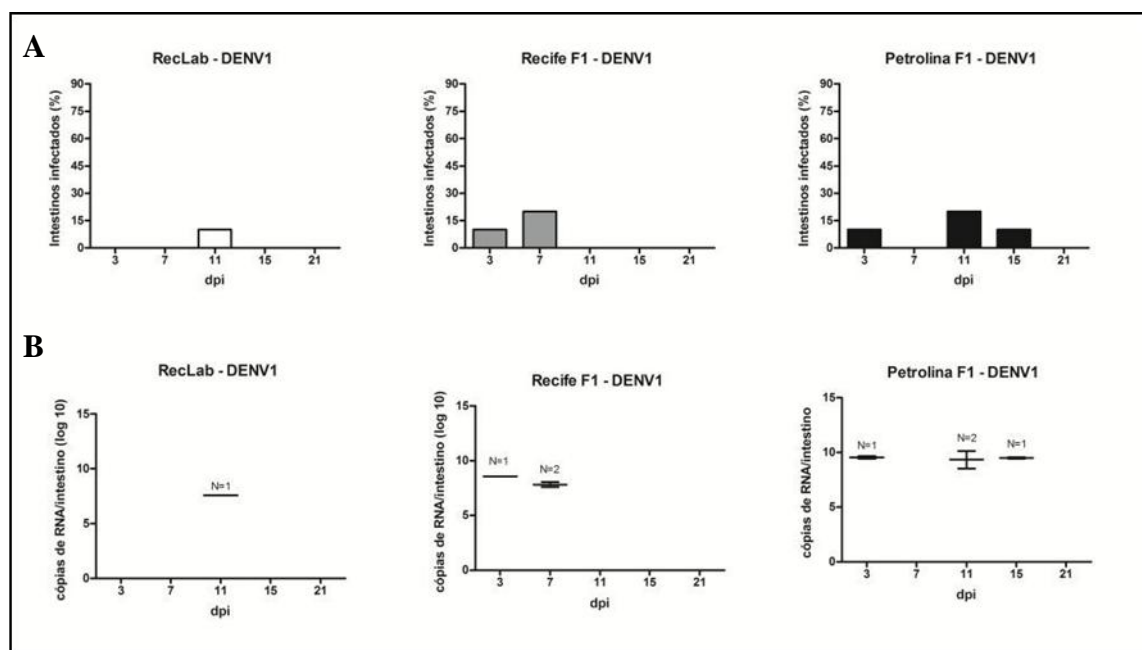 A
RecLab - DENV1
Intestinos infectados (%)
90
75
60
45
30
15
0
3 7 11 15 21
dpi
Recife F1 - DENV1
Intestinos infectados (%)
90
75
60
45
30
15
0
3 7 11 15 21
dpi
Petrolina F1 - DENV1
Intestinos infectados (%)
90
75
60
45
30
15
0
3 7 11 15 21
dpi
B
RecLab - DENV1
cópias de RNA/intestino (log 10)
15
10
5
0
N=1
3 7 11 15 21
dpi
Recife F1 - DENV1
cópias de RNA/intestino (log 10)
15
10
5
0
N=1
N=2
3 7 11 15 21
dpi
Petrolina F1 - DENV1
cópias de RNA/intestino
15
10
5
0
N=1
N=2
N=1
3 7 11 15 21
dpi